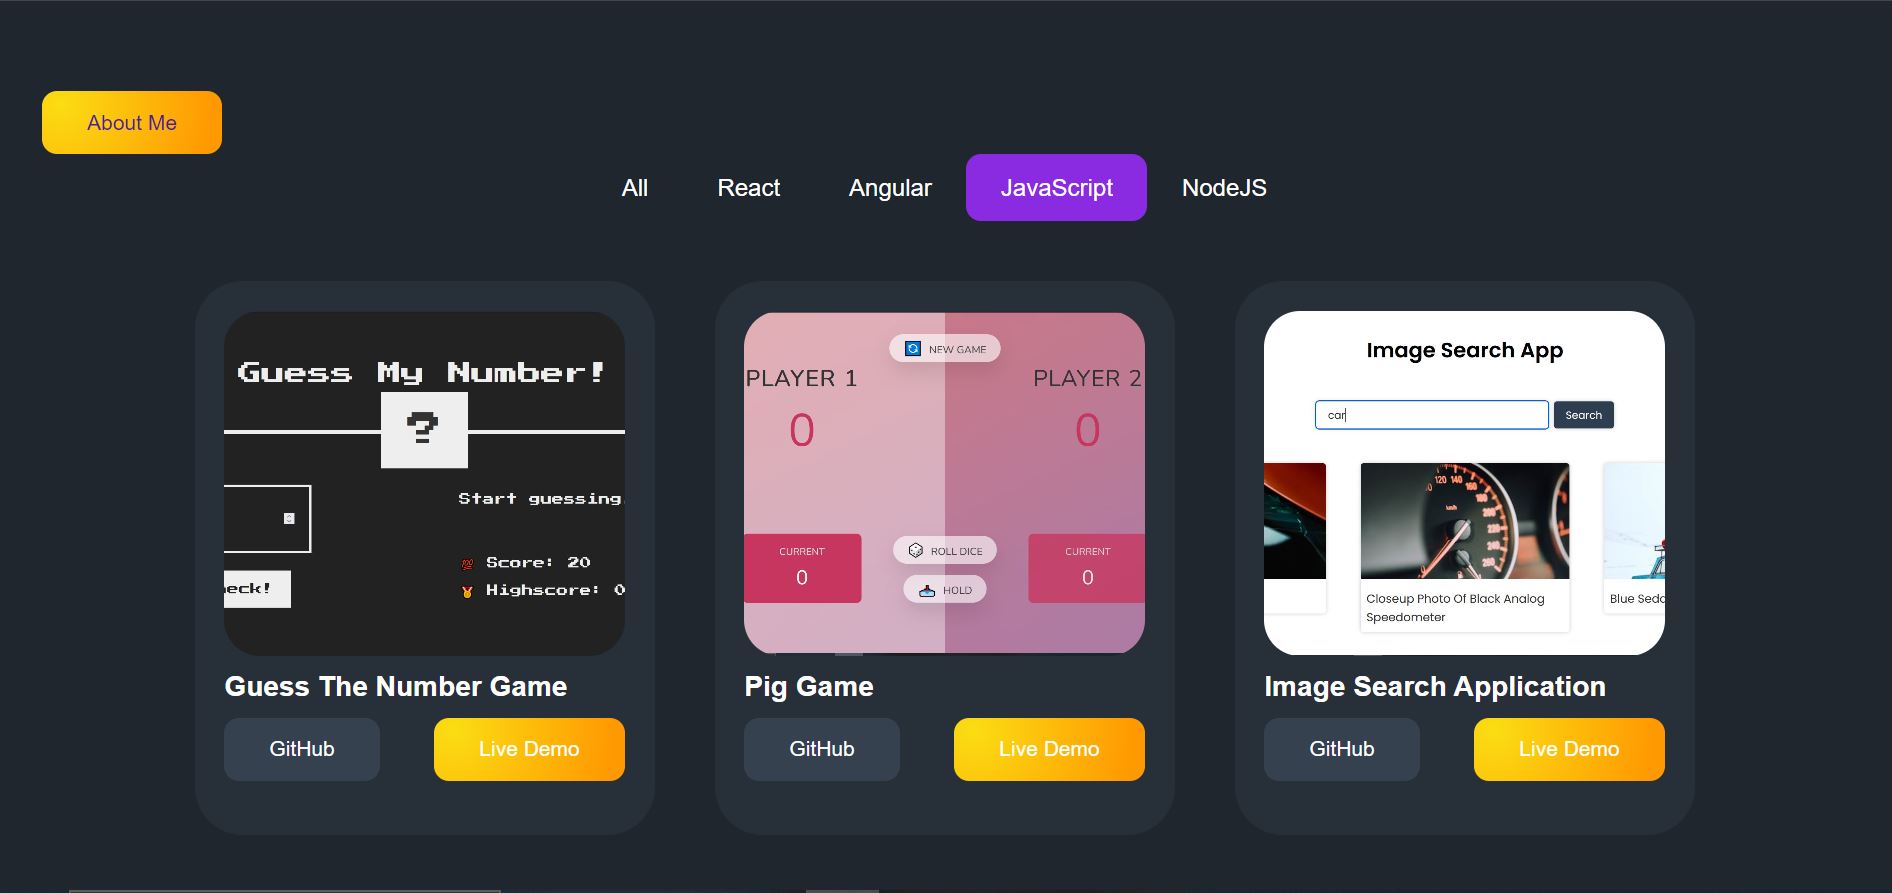 About Me
All
React
Angular
JavaScript
NodeJS
Guess My Number!
?
Start guessing
Score: 20
Highscore: 0
NEW GAME
PLAYER 1
PLAYER 2
0
0
ROLL DICE
HOLD
CURRENT
0
CURRENT
0
Image Search App
car
Search
120 140 160
Closeup Photo Of Black Analog
Speedometer
Blue
Guess The Number Game
GitHub
Live Demo
Pig Game
GitHub
Live Demo
Image Search Application
GitHub
Live Demo